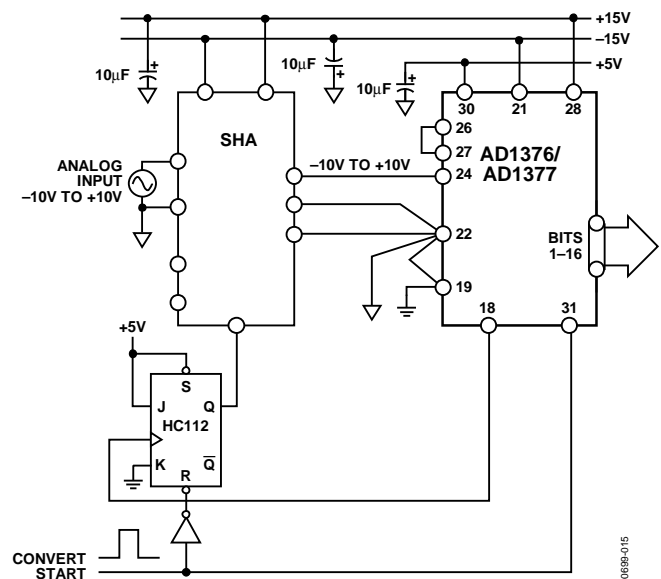 +15V
–15V
+5V
10µF
10µF
10µF
30
21
28
SHA
26
27
24
AD1376/
AD1377
ANALOG
INPUT
–10V TO +10V
–10V TO +10V
22
BITS
1–16
19
18
31
+5V
S
J
Q
HC112
K
Q
R
CONVERT
START
0699-015